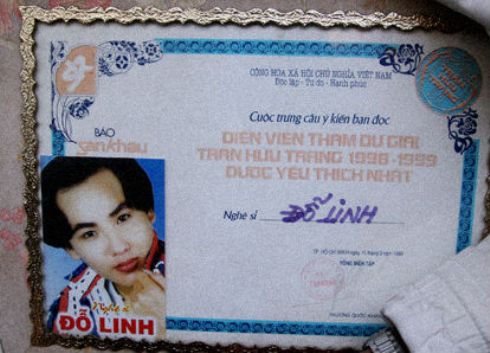 CỘNG HÒA XÃ HỘI CHỦ NGHĨA VIỆT NAM
Độc lập - Tự do - Hạnh phúc
BÁO
sân khấu
Cuộc trưng cầu ý kiến bạn đọc
DIỄN VIÊN THAM DỰ GIẢI
TRẦN HỮU TRANG 1998-1999
ĐƯỢC YÊU THÍCH NHẤT
Nghệ sĩ ĐỖ LINH
TỔNG BIÊN TẬP
Nghệ sĩ
ĐỖ LINH